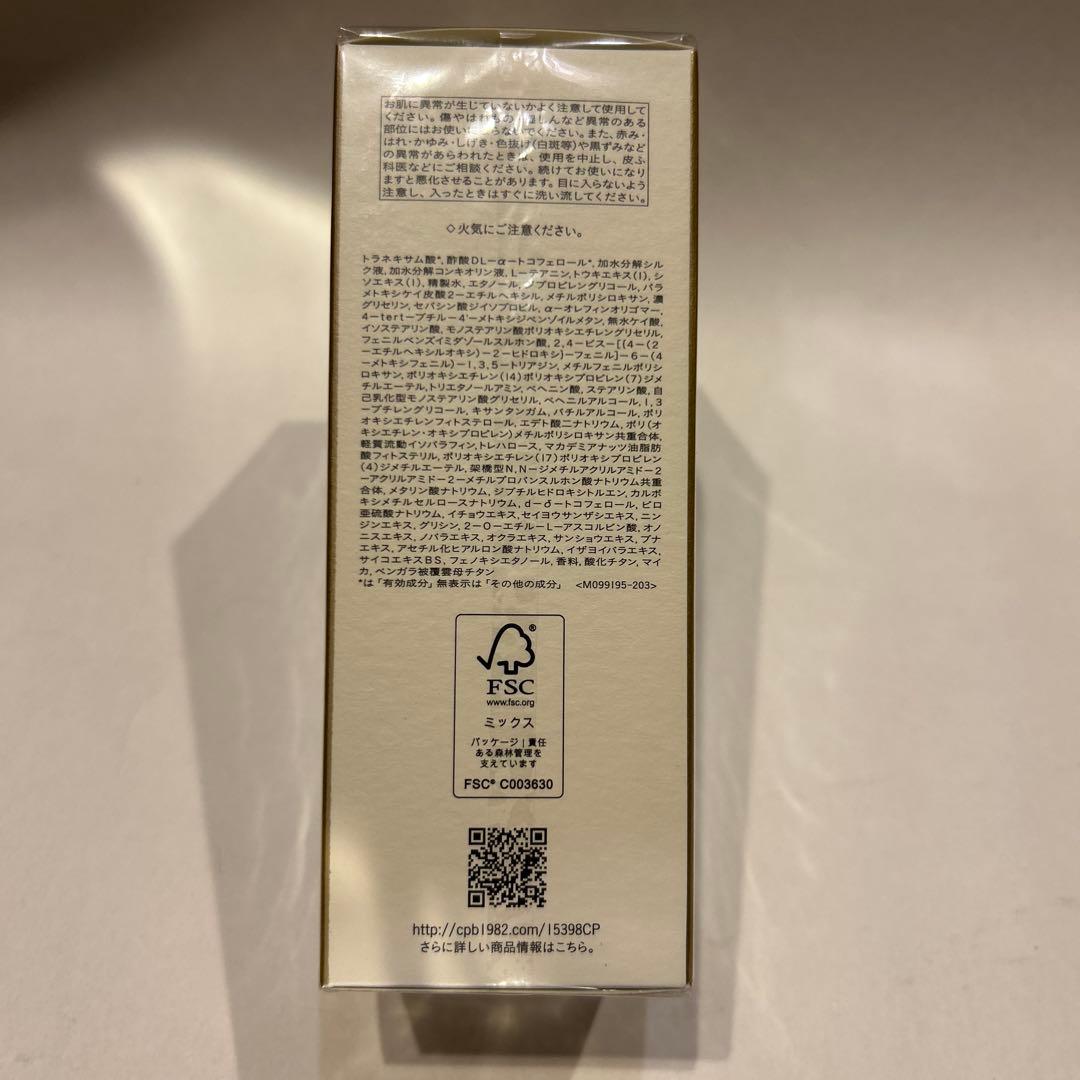 お肌に異常が生じていないかよく注意して使用して
ください。傷やはれもの・湿しんなど異常のある
部位にはお使いにならないでください。また、赤み・
はれ・かゆみ・しげき・色抜け(白斑等)や黒ずみなど
の異常があらわれたときは、使用を中止し、皮ふ
科医などにご相談ください。続けてお使いになり
ますと悪化させることがあります。目に入らないよう
注意し、入ったときはすぐに洗い流してください。
◇火気にご注意ください。
トラネキサム酸*, 酢酸DL－α－トコフェロール*, 加水分解シルク
液, 加水分解コンキオリン液, L－テアニン, トウキエキス(1), シ
ソエキス(1), 精製水, エタノール, ジプロピレングリコール, パラ
メトキシケイ皮酸2－エチルヘキシル, メチルポリシロキサン, 濃
グリセリン, セバシン酸ジイソプロピル, α－オレフィンオリゴマー,
4－tert－ブチル－4'－メトキシジベンゾイルメタン, 無水ケイ酸,
イソステアリン酸, モノステアリン酸ポリオキシエチレングリセリル,
フェニルベンズイミダゾールスルホン酸, 2,4－ビス－[{4－(2
－エチルヘキシルオキシ)－2－ヒドロキシ}－フェニル]－6－(4
－メトキシフェニル)－1,3,5－トリアジン, メチルフェニルポリシ
ロキサン, ポリオキシエチレン(14)ポリオキシプロピレン(7)ジメ
チルエーテル, トリエタノールアミン, ベヘニン酸, ステアリン酸, 自
己乳化型モノステアリン酸グリセリル, ベヘニルアルコール, 1,3
－ブチレングリコール, キサンタンガム, バチルアルコール, ポリ
オキシエチレンフィトステロール, エデト酸二ナトリウム, ポリ(オ
キシエチレン・オキシプロピレン)メチルポリシロキサン共重合体,
軽質流動イソパラフィン, トレハロース, マカデミアナッツ油脂肪
酸フィトステリル, ポリオキシエチレン(17)ポリオキシプロピレン
(4)ジメチルエーテル, 架橋型N,N－ジメチルアクリルアミド－2
－アクリルアミド－2－メチルプロパンスルホン酸ナトリウム共重
合体, メタリン酸ナトリウム, ジブチルヒドロキシトルエン, カルボ
キシメチルセルロースナトリウム, d－δ－トコフェロール, ピロ
亜硫酸ナトリウム, イチョウエキス, セイヨウサンザシエキス, ニン
ジンエキス, グリシン, 2－O－エチル－L－アスコルビン酸, オノ
ニスエキス, ノバラエキス, オクラエキス, サンショウエキス, ブナ
エキス, アセチル化ヒアルロン酸ナトリウム, イザヨイバラエキス,
サイコエキスBS, フェノキシエタノール, 香料, 酸化チタン, マイ
カ, ベンガラ被覆雲母チタン
*は「有効成分」無表示は「その他の成分」 <M099195-203>
®
FSC
www.fsc.org
ミックス
パッケージ | 責任
ある森林管理を
支えています
FSC® C003630
http://cpb1982.com/15398CP
さらに詳しい商品情報はこちら。